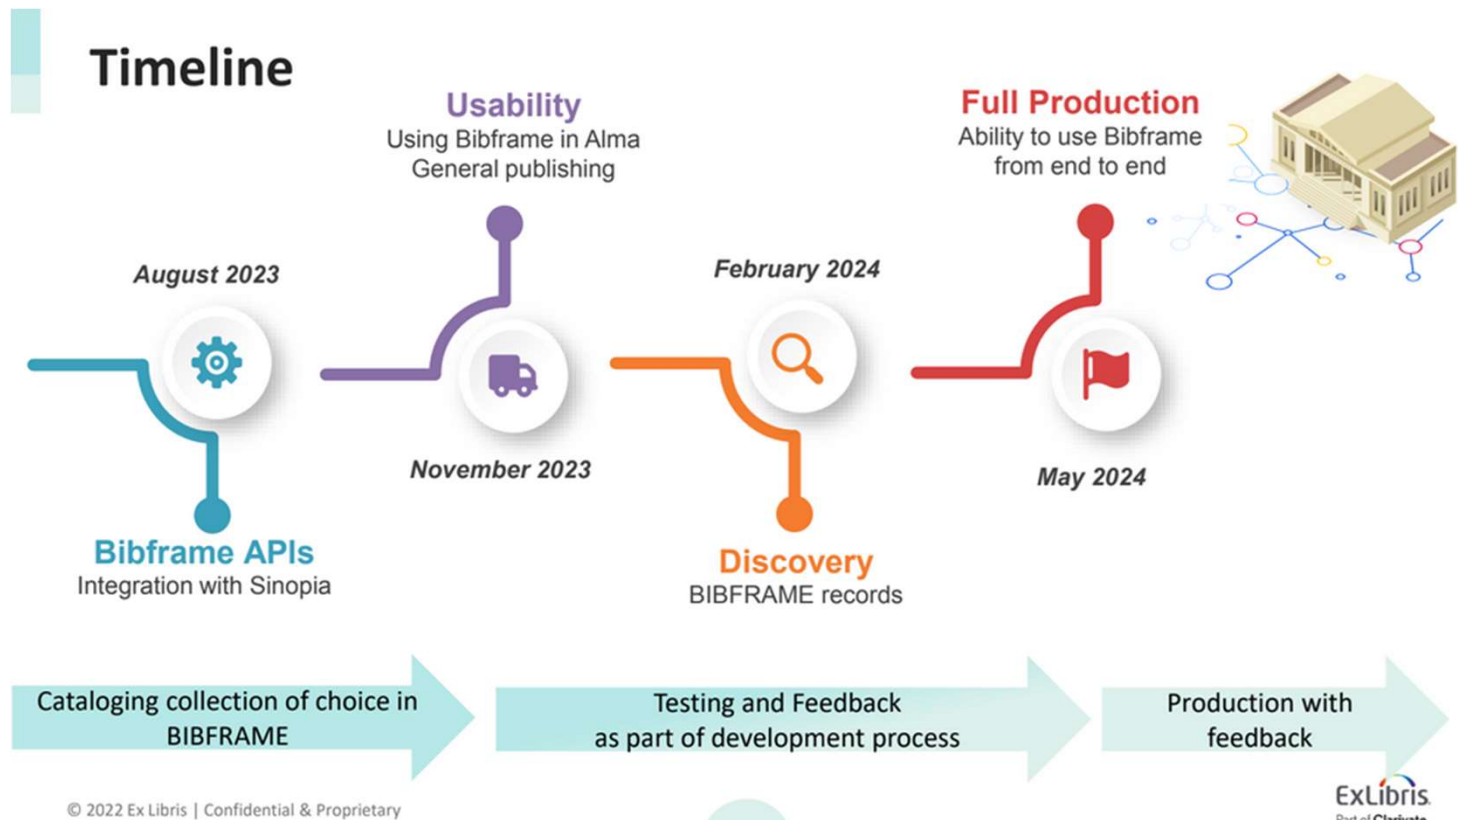 Timeline
Usability
Using Bibframe in Alma
General publishing
Full Production
Ability to use Bibframe
from end to end
August 2023
February 2024
November 2023
May 2024
Bibframe APIs
Integration with Sinopia
Discovery
BIBFRAME records
Cataloging collection of choice in
BIBFRAME
Testing and Feedback
as part of development process
Production with
feedback
© 2022 Ex Libris | Confidential & Proprietary
ExLibris
Part of Clarivate